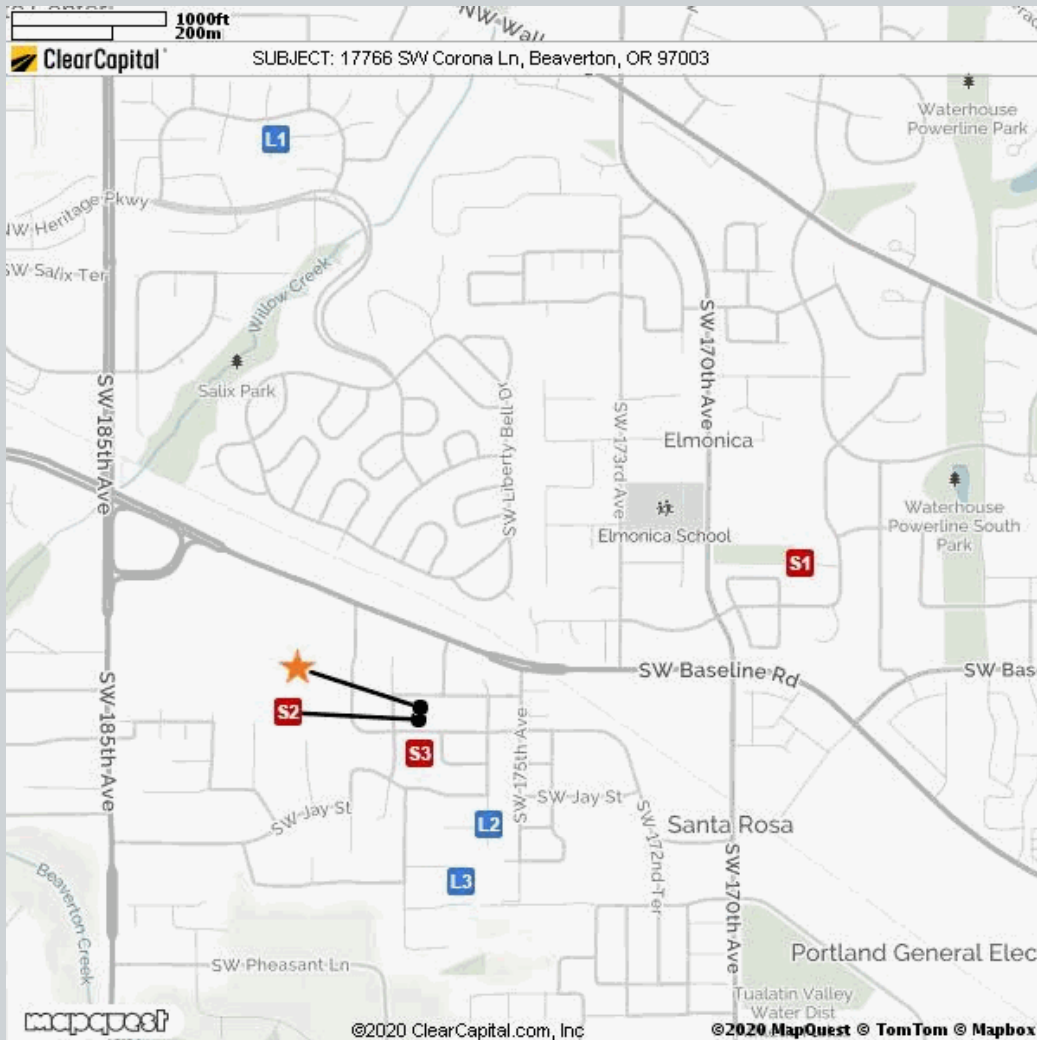 1000ft
200m
ClearCapital
SUBJECT: 17766 SW Corona Ln, Beaverton, OR 97003
NW-Wall
Waterhouse
Powerline Park
L1
NW Heritage Pkwy
SW Salix Ter
Willow Creek
Salix Park
SW 185th Ave
SW Liberty Bell Dr
SW 173rd Ave
SW 170th Ave
Elmonica
Elmonica School
Waterhouse
Powerline South
Park
S1
SW Baseline Rd
SW Bas
S2
S3
SW 185th Ave
SW 175th Ave
SW Jay St
SW Jay St
L2
Santa Rosa
SW 172nd Ter
L3
SW 170th Ave
Beaverton Creek
SW Pheasant Ln
Portland General Elec
Tualatin Valley
Water Dist
mapquest
©2020 ClearCapital.com, Inc
©2020 MapQuest © TomTom © Mapbox